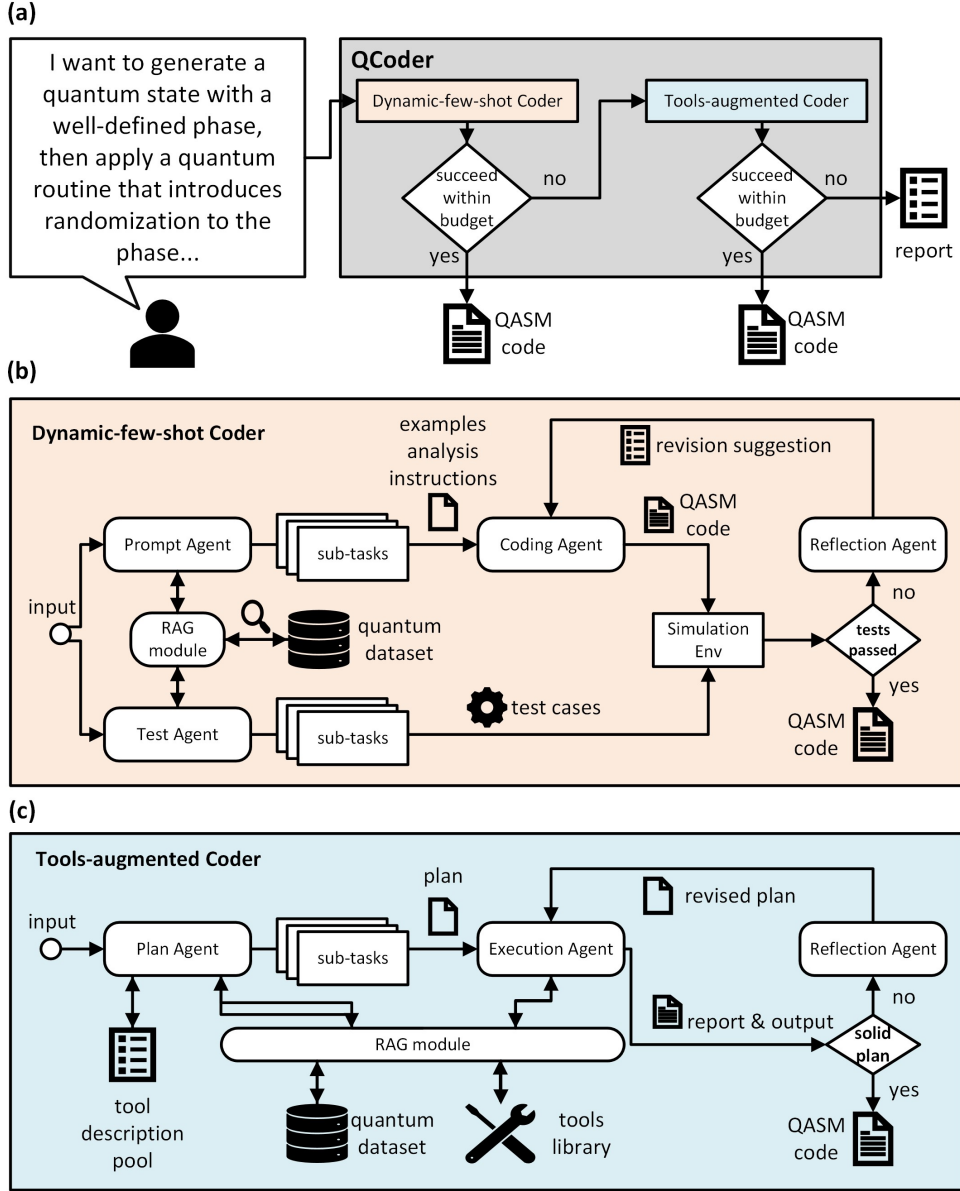 (a)
I want to generate a
quantum state with a
well-defined phase,
then apply a quantum
routine that introduces
randomization to the
phase...
QCoder
Dynamic-few-shot Coder
Tools-augmented Coder
succeed
within
budget
no
yes
succeed
within
budget
no
yes
report
QASM
code
QASM
code
(b)
Dynamic-few-shot Coder
examples
analysis
instructions
revision suggestion
QASM
code
Prompt Agent
sub-tasks
Coding Agent
Reflection Agent
input
RAG
module
quantum
dataset
Simulation
Env
no
tests
passed
yes
Test Agent
sub-tasks
test cases
QASM
code
(c)
Tools-augmented Coder
plan
revised plan
input
Plan Agent
sub-tasks
Execution Agent
Reflection Agent
no
report & output
solid
plan
RAG module
yes
tool
description
pool
quantum
dataset
tools
library
QASM
code